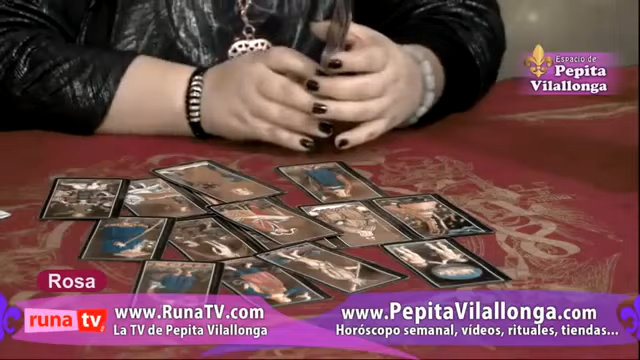 Espacio de
Pepita
Vilallonga
Rosa
runa tv
www.RunaTV.com
La TV de Pepita Vilallonga
www.PepitaVilallonga.com
Horóscopo semanal, vídeos, rituales, tiendas...